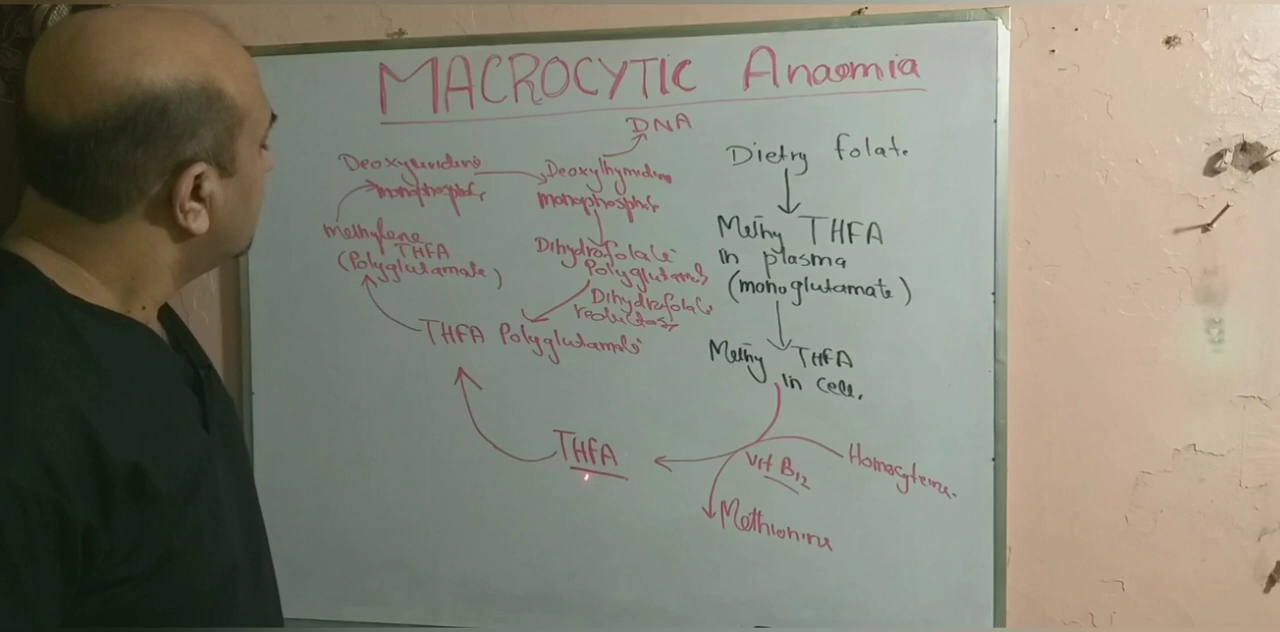 MACROCYTIC Anaemia
DNA
Deoxyuridine
monophosphate
Deoxythymidine
monophosphate
Methylene
THFA
(Polyglutamate)
Dihydrofolate
Polyglutamate
Dihydrofolate
reductase
THFA Polyglutamate
THFA
Dietry folate
Methy THFA
in plasma
(monoglutamate)
Methy THFA
in cell.
Vit B12
Homocysteine.
Methionine